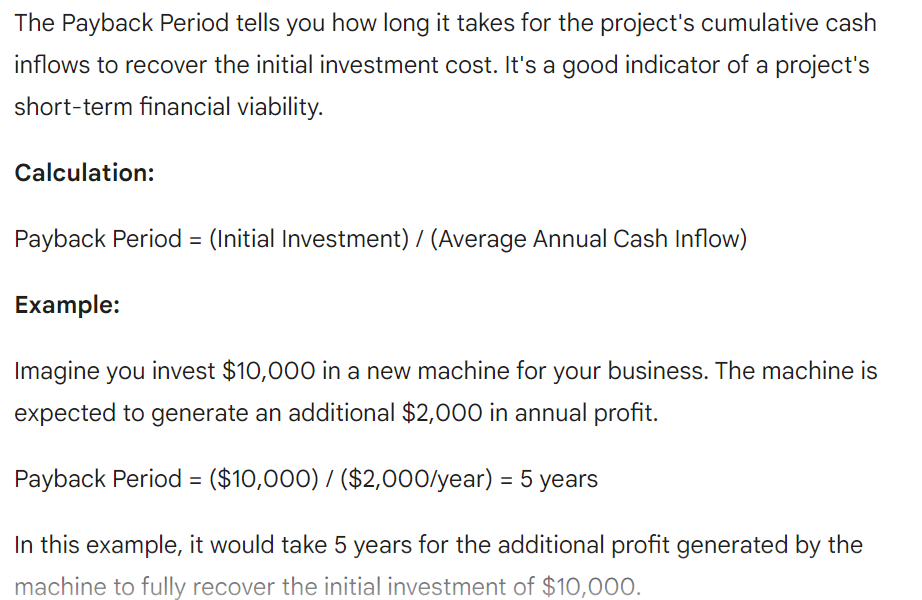 The Payback Period tells you how long it takes for the project's cumulative cash
inflows to recover the initial investment cost. It's a good indicator of a project's
short-term financial viability.
Calculation:
Payback Period = (Initial Investment) / (Average Annual Cash Inflow)
Example:
Imagine you invest $10,000 in a new machine for your business. The machine is
expected to generate an additional $2,000 in annual profit.
Payback Period = ($10,000) / ($2,000/year) = 5 years
In this example, it would take 5 years for the additional profit generated by the
machine to fully recover the initial investment of $10,000.